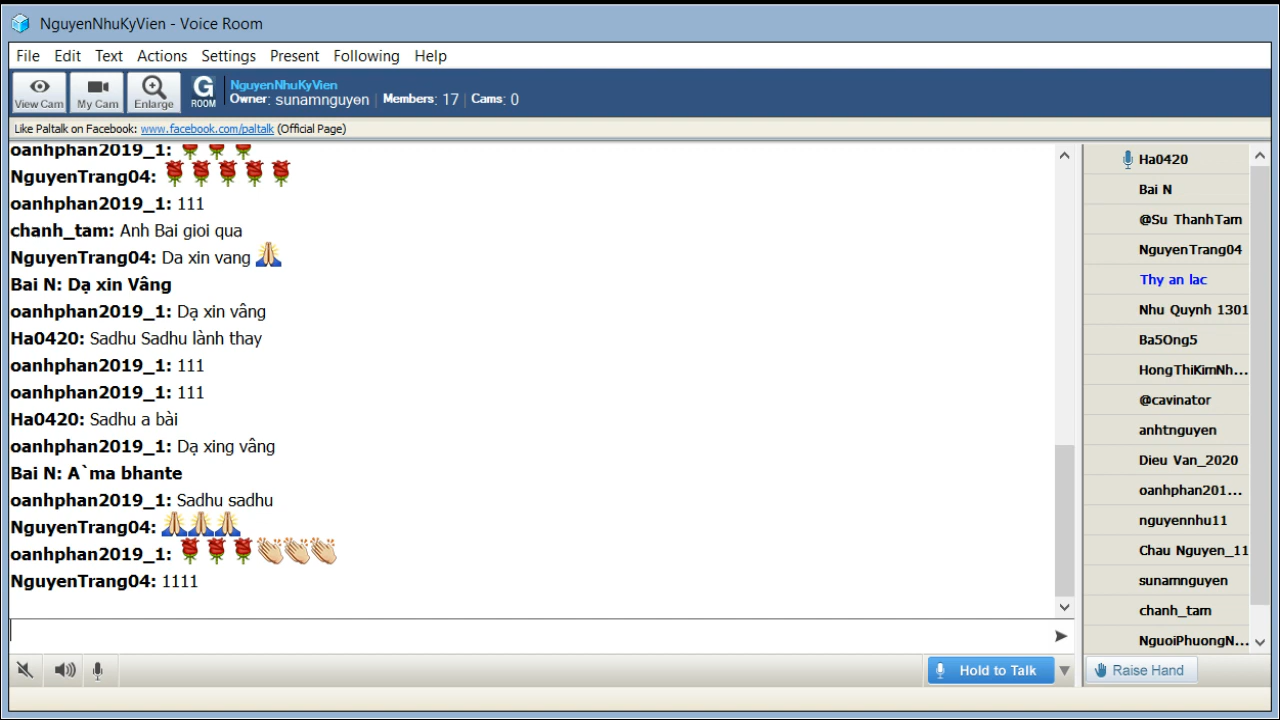 NguyenNhuKyVien - Voice Room
File Edit Text Actions Settings Present Following Help
View Cam
My Cam
Enlarge
G ROOM
NguyenNhuKyVien
Owner: sunamnguyen | Members: 17 | Cams: 0
Like Paltalk on Facebook: www.facebook.com/paltalk (Official Page)
oanhphan2019_1:
NguyenTrang04:
oanhphan2019_1: 111
chanh_tam: Anh Bai gioi qua
NguyenTrang04: Da xin vang
Bai N: Dạ xin Vâng
oanhphan2019_1: Dạ xin vâng
Ha0420: Sadhu Sadhu lành thay
oanhphan2019_1: 111
oanhphan2019_1: 111
Ha0420: Sadhu a bài
oanhphan2019_1: Dạ xing vâng
Bai N: A`ma bhante
oanhphan2019_1: Sadhu sadhu
NguyenTrang04:
oanhphan2019_1:
NguyenTrang04: 1111
Ha0420
Bai N
@Su ThanhTam
NguyenTrang04
Thy an lac
Nhu Quynh 1301
Ba5Ong5
HongThiKimNh...
@cavinator
anhtnguyen
Dieu Van_2020
oanhphan201...
nguyennhu11
Chau Nguyen_11
sunamnguyen
chanh_tam
NguoiPhuongN...
Hold to Talk
Raise Hand